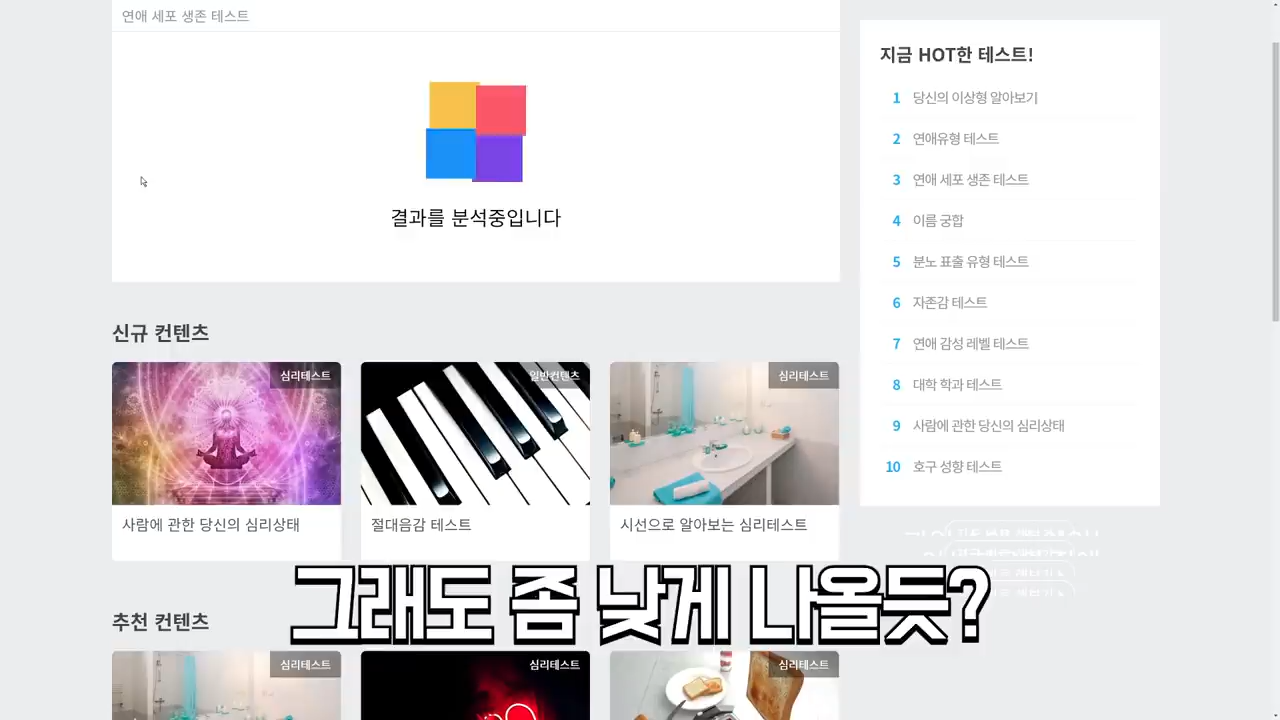 연애 세포 생존 테스트
결과를 분석중입니다
지금 HOT한 테스트!
1 당신의 이상형 알아보기
2 연애유형 테스트
3 연애 세포 생존 테스트
4 이름 궁합
5 분노 표출 유형 테스트
6 자존감 테스트
7 연애 감성 레벨 테스트
8 대학 학과 테스트
9 사람에 관한 당신의 심리상태
10 호구 성향 테스트
신규 컨텐츠
심리테스트
일반컨텐츠
심리테스트
사람에 관한 당신의 심리상태
절대음감 테스트
시선으로 알아보는 심리테스트
그래도 좀 낮게 나올듯?
추천 컨텐츠
심리테스트
심리테스트
심리테스트